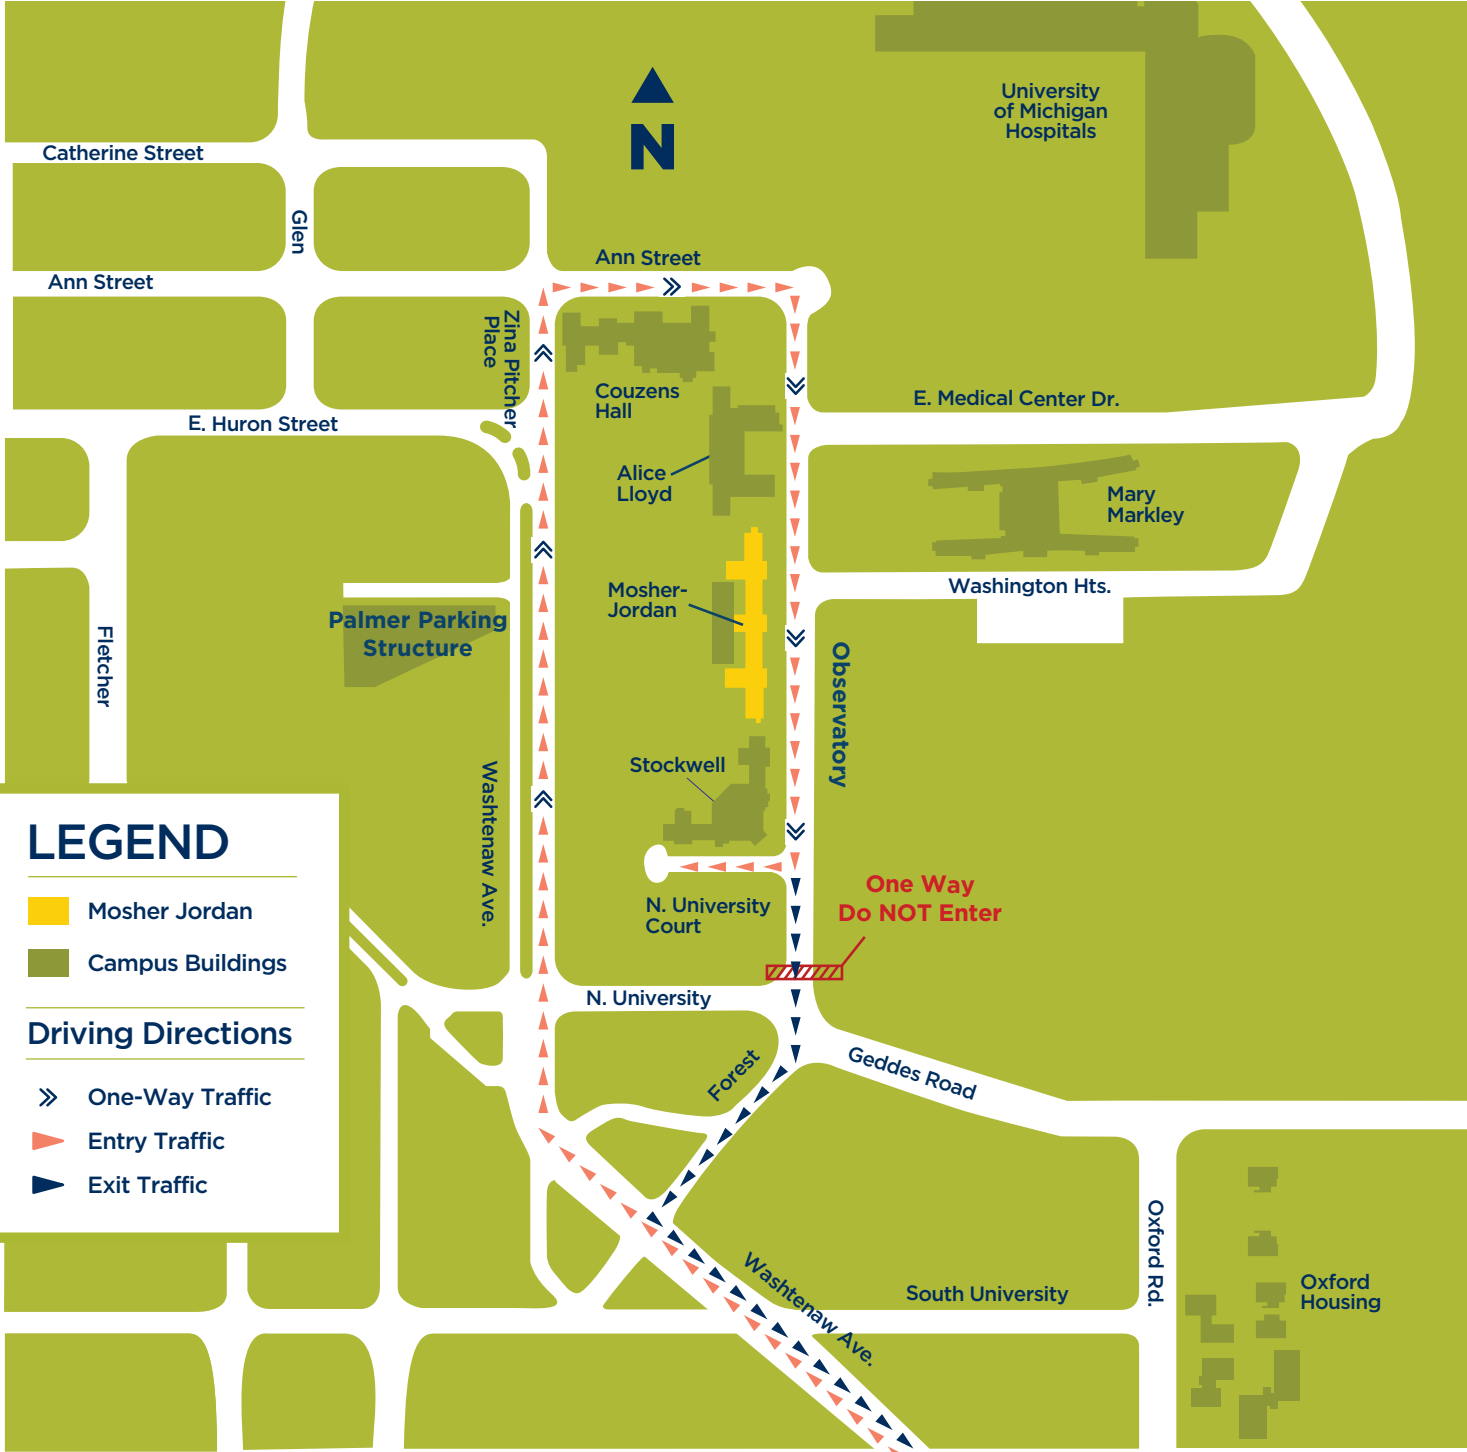 University
of Michigan
Hospitals
N
Catherine Street
Glen
Ann Street
Ann Street
Zina Pitcher
Place
Couzens
Hall
E. Medical Center Dr.
E. Huron Street
Alice
Lloyd
Mary
Markley
Mosher-
Jordan
Washington Hts.
Palmer Parking
Structure
Fletcher
Observatory
Stockwell
Washtenaw Ave.
LEGEND
Mosher Jordan
Campus Buildings
Driving Directions
One-Way Traffic
Entry Traffic
Exit Traffic
One Way
Do NOT Enter
N. University
Court
N. University
Forest
Geddes Road
Oxford Rd.
Washtenaw Ave.
South University
Oxford
Housing